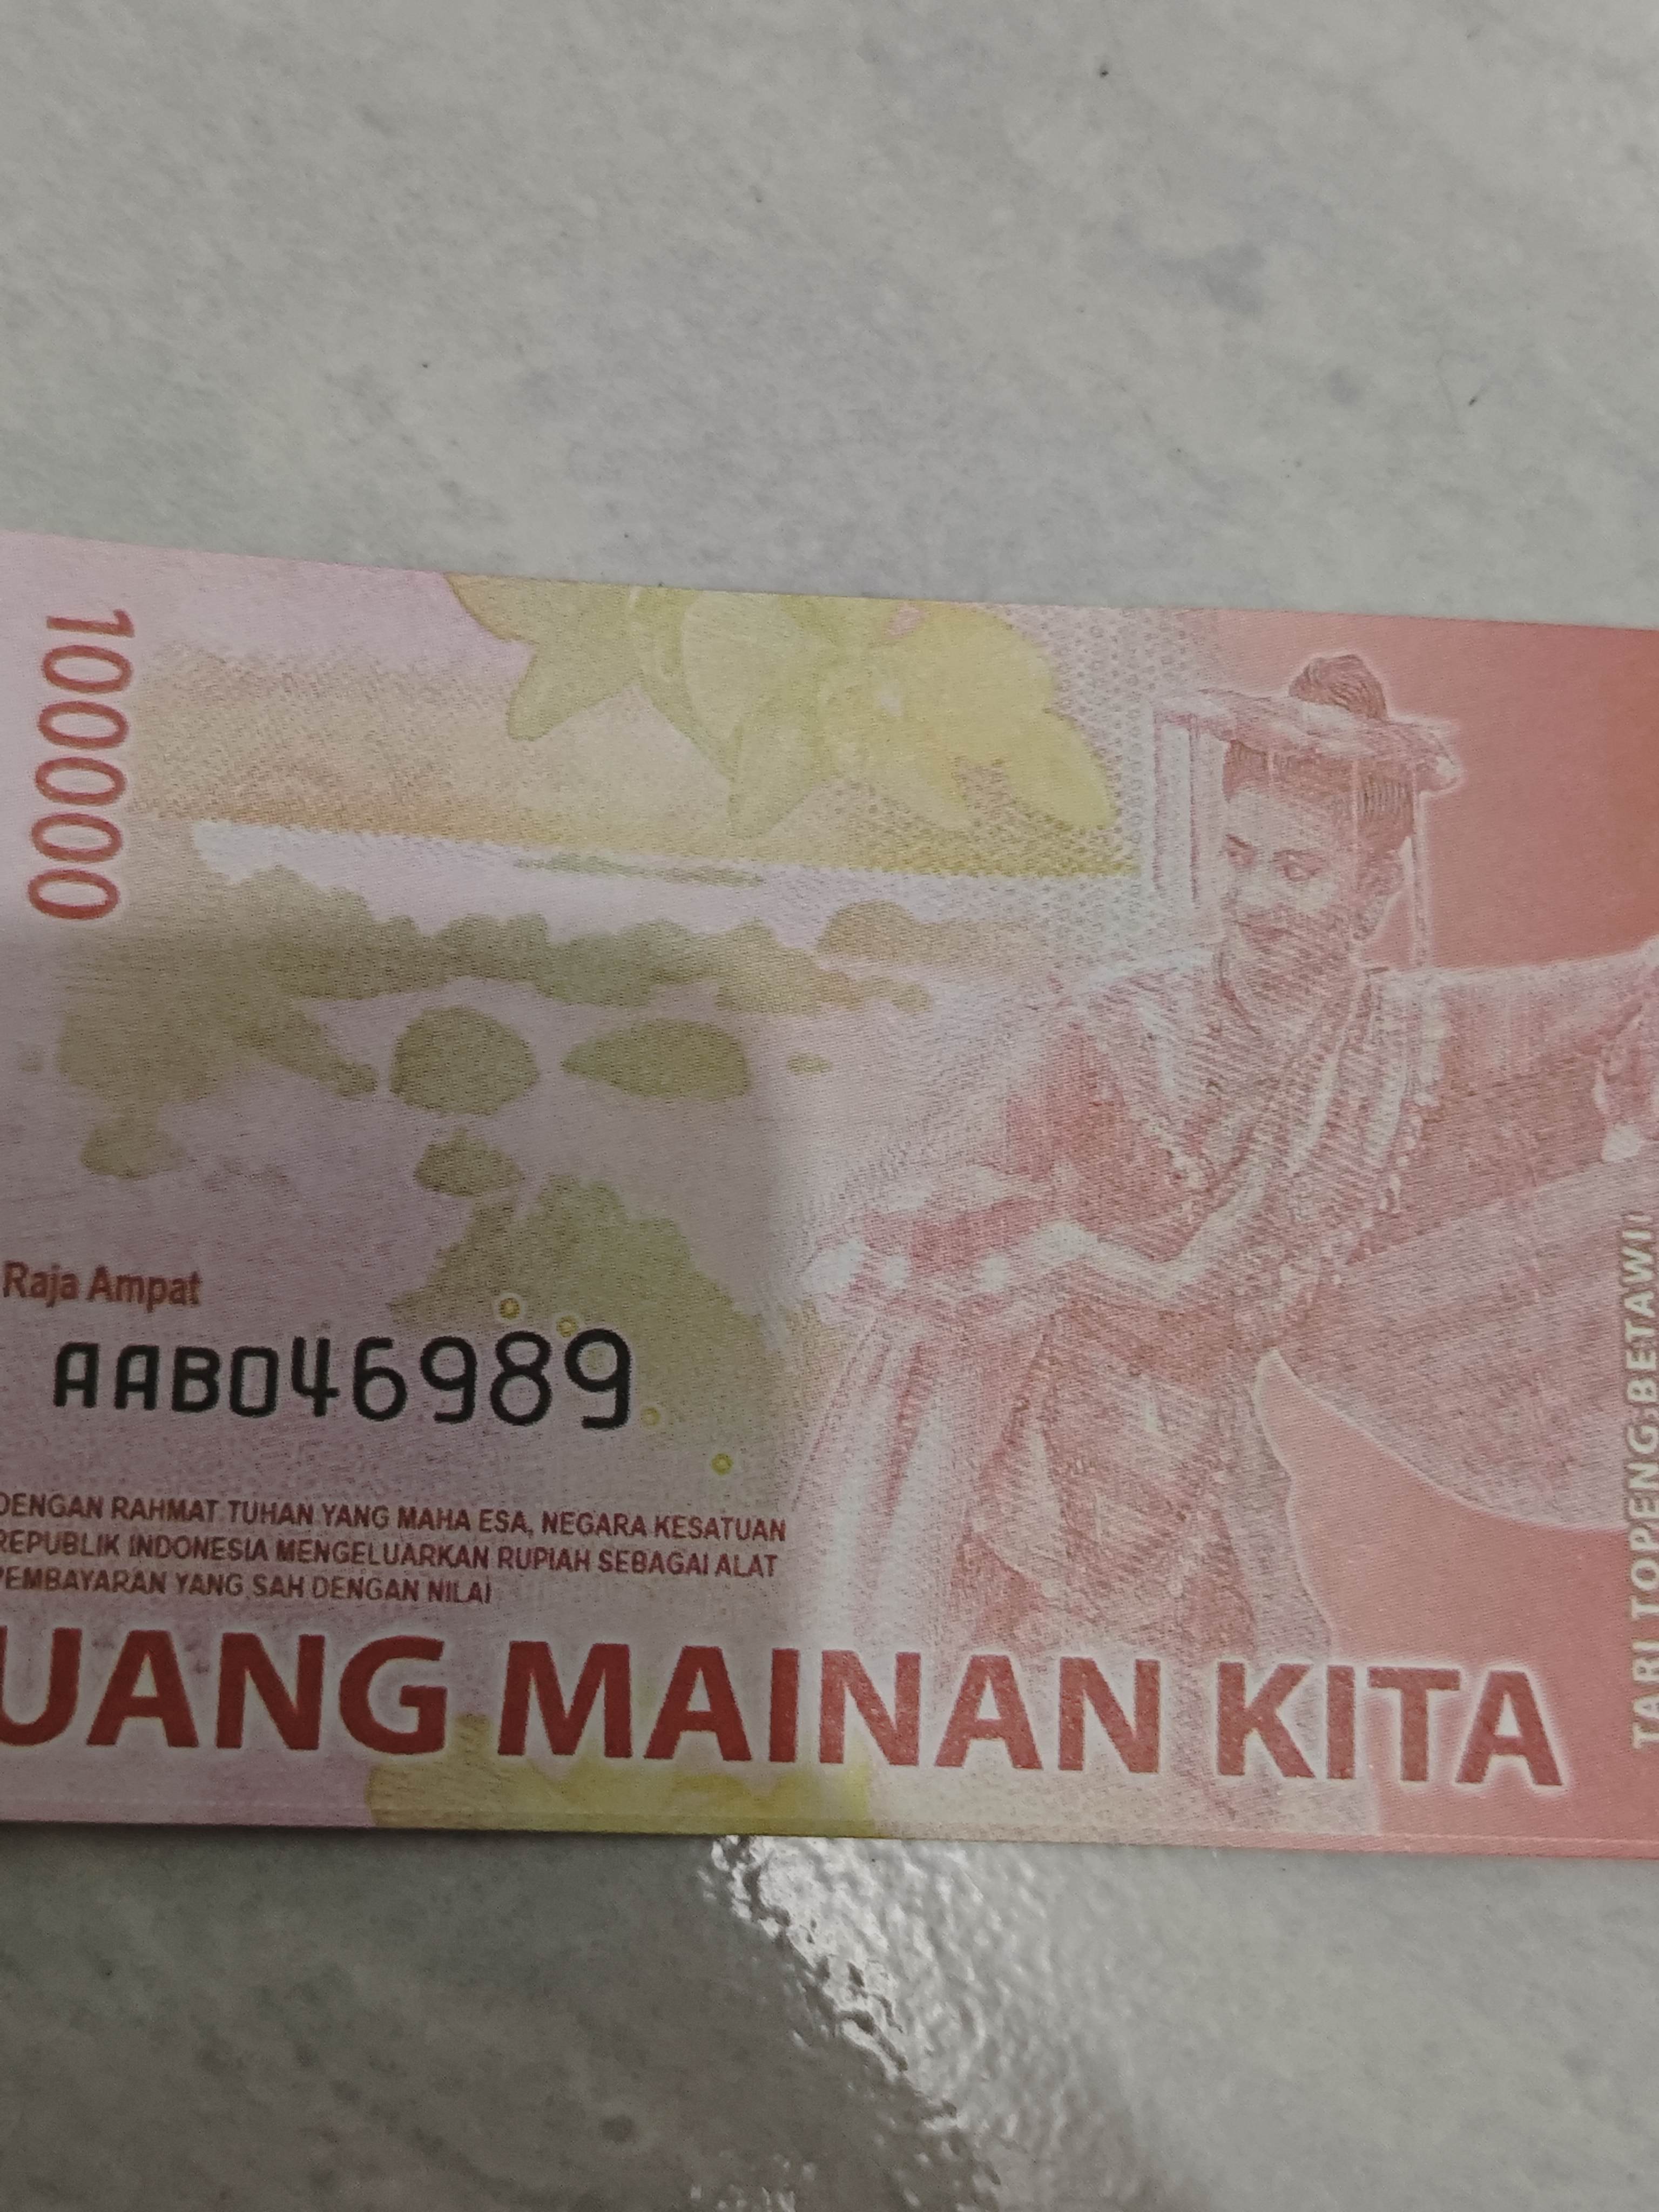 100000
Raja Ampat
AAB046989
DENGAN RAHMAT TUHAN YANG MAHA ESA, NEGARA KESATUAN
REPUBLIK INDONESIA MENGELUARKAN RUPIAH SEBAGAI ALAT
PEMBAYARAN YANG SAH DENGAN NILAI
UANG MAINAN KITA
TARI TOPENG BETAWI